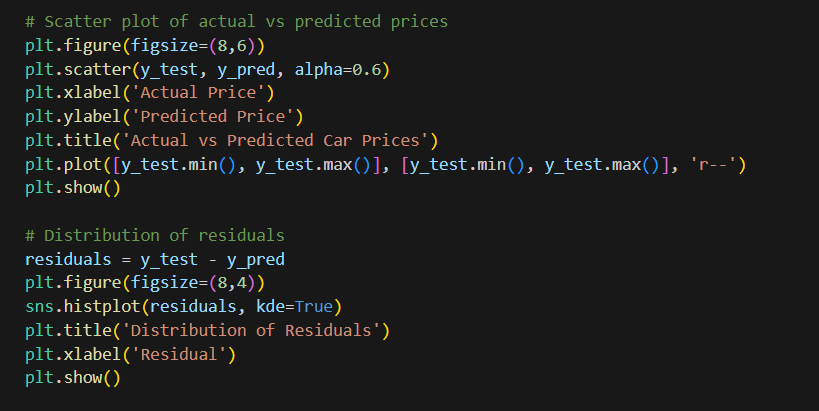 # Scatter plot of actual vs predicted prices
plt.figure(figsize=(8,6))
plt.scatter(y_test, y_pred, alpha=0.6)
plt.xlabel('Actual Price')
plt.ylabel('Predicted Price')
plt.title('Actual vs Predicted Car Prices')
plt.plot([y_test.min(), y_test.max()], [y_test.min(), y_test.max()], 'r--')
plt.show()

# Distribution of residuals
residuals = y_test - y_pred
plt.figure(figsize=(8,4))
sns.histplot(residuals, kde=True)
plt.title('Distribution of Residuals')
plt.xlabel('Residual')
plt.show()